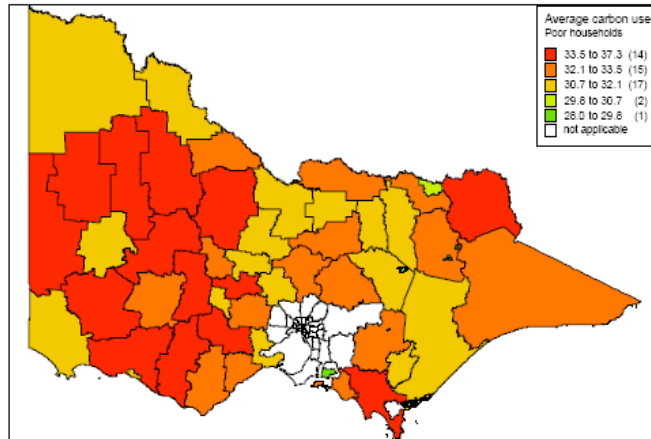 Average carbon use
Poor households
33.5 to 37.3 (14)
32.1 to 33.5 (15)
30.7 to 32.1 (17)
29.8 to 30.7 (2)
28.0 to 29.8 (1)
not applicable